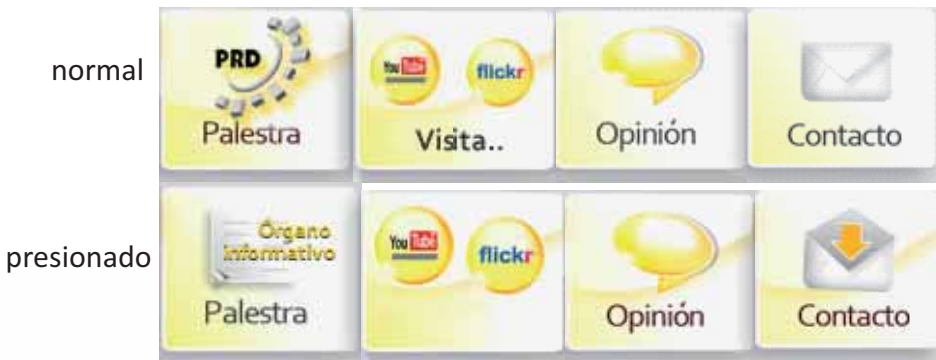 normal
PRD
Palestra
You Tube
flickr
Visita..
Opinión
Contacto
presionado
Órgano
informativo
Palestra
You Tube
flickr
Opinión
Contacto